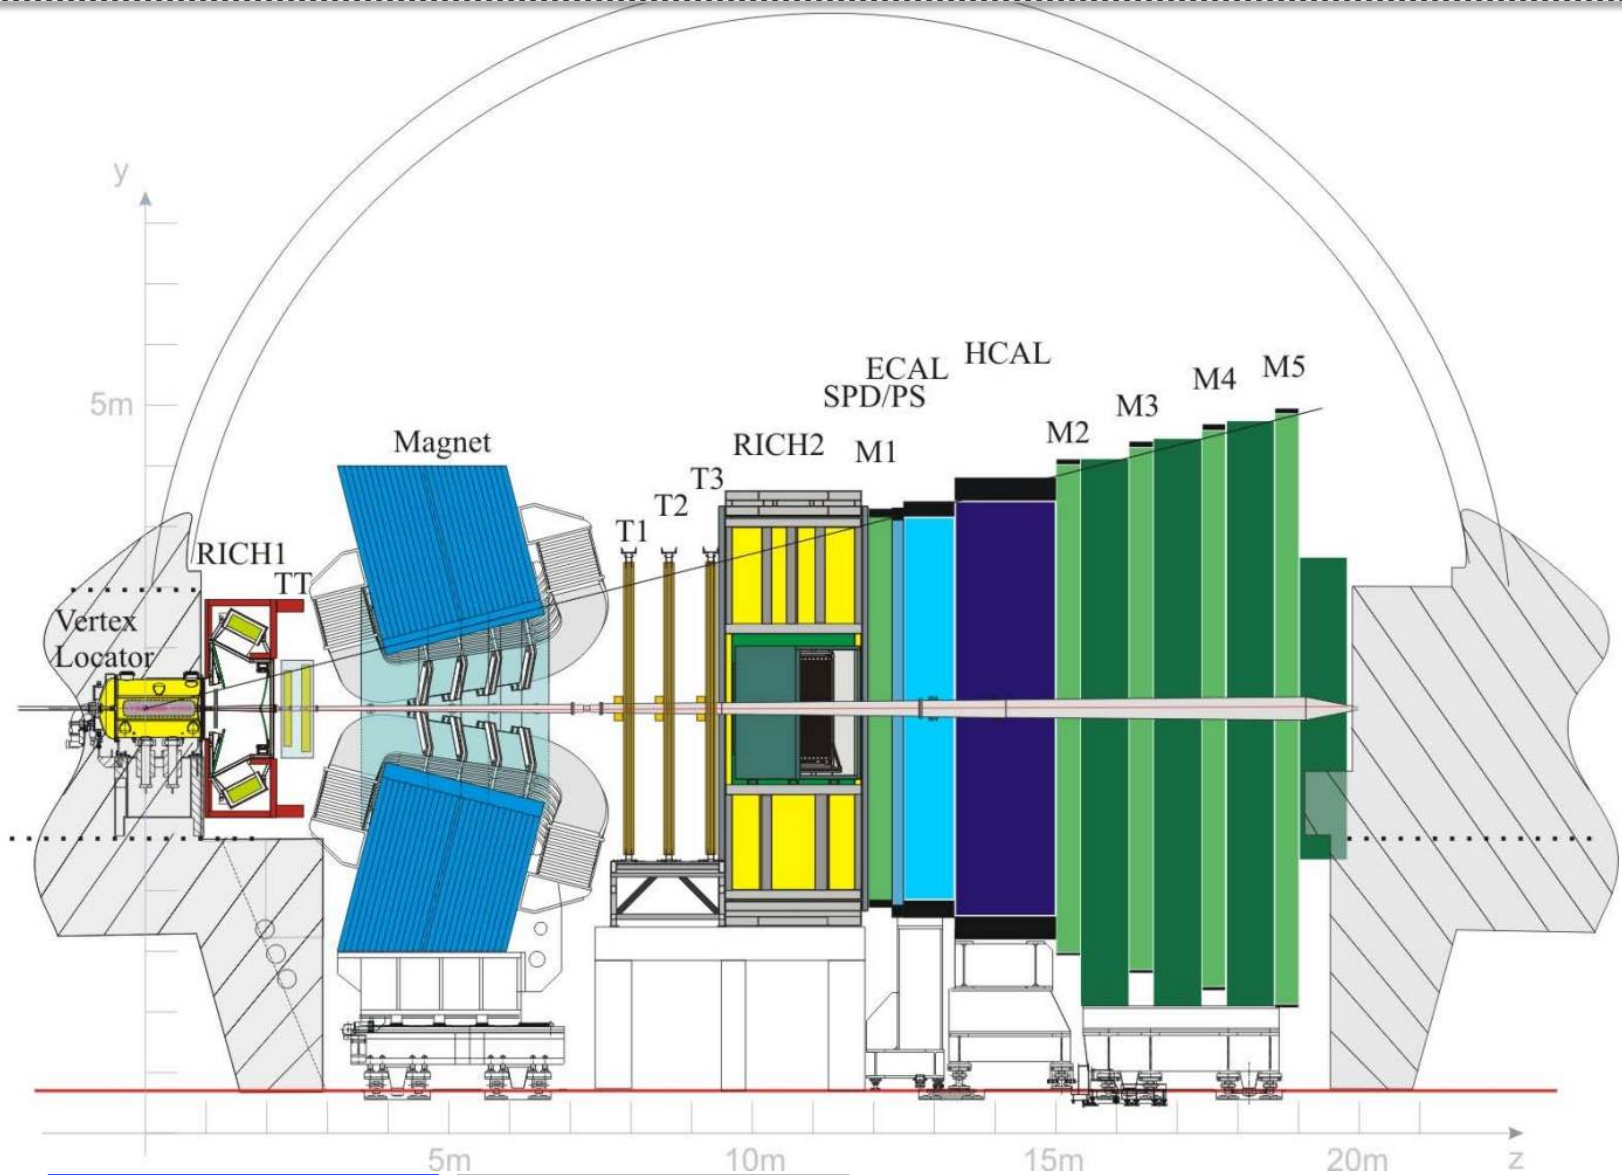 y
HCAL
ECAL
M5
M4
SPD/PS
5m
M3
M2
Magnet
RICH2
M1
T3
T2
T1
RICH1
TT
Vertex
Locator
5m
10m
15m
20m
z